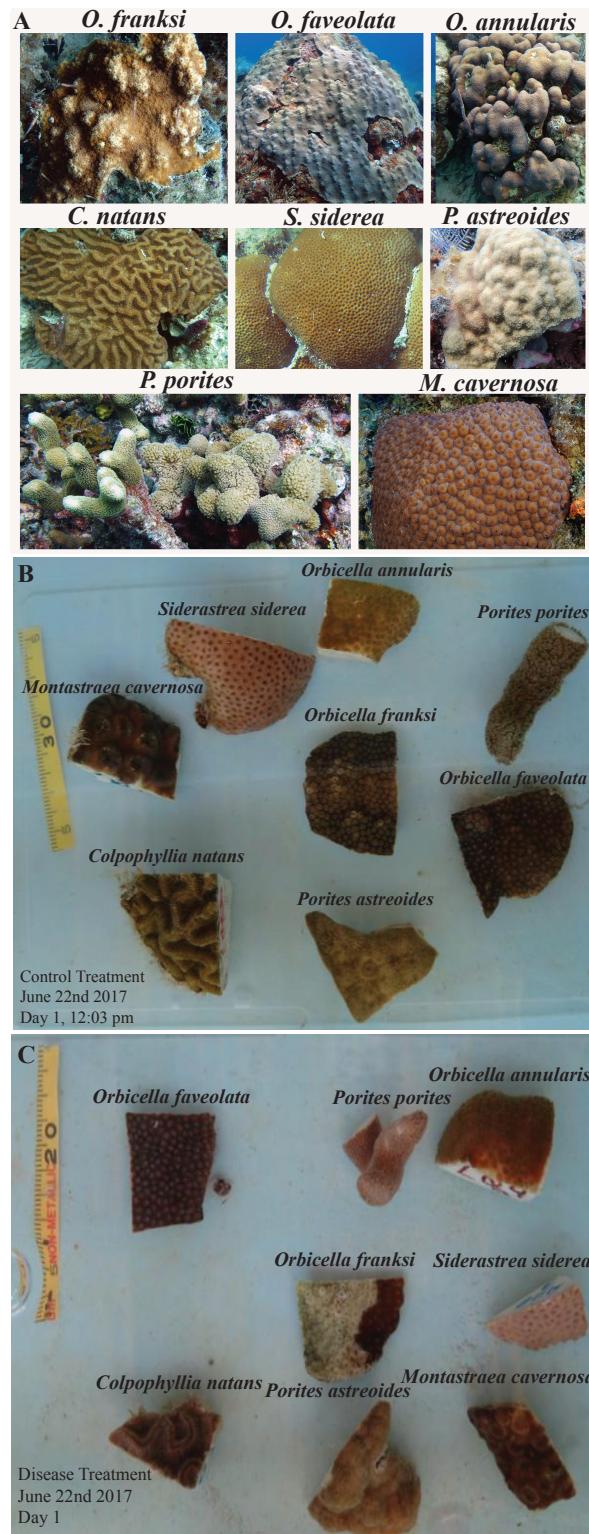 A
O. franksi
O. faveolata
O. annularis
C. natans
S. siderea
P. astreoides
P. porites
M. cavernosa
B
Orbicella annularis
Siderastrea siderea
Porites porites
Montastraea cavernosa
Orbicella franksi
30
Orbicella faveolata
Colpophyllia natans
Porites astreoides
Control Treatment
June 22nd 2017
Day 1, 12:03 pm
C
Orbicella annularis
Orbicella faveolata
Porites porites
20
NON-METALLIC
5
Orbicella franksi
Siderastrea siderea
Colpophyllia natans
Porites astreoides
Montastraea cavernosa
Disease Treatment
June 22nd 2017
Day 1